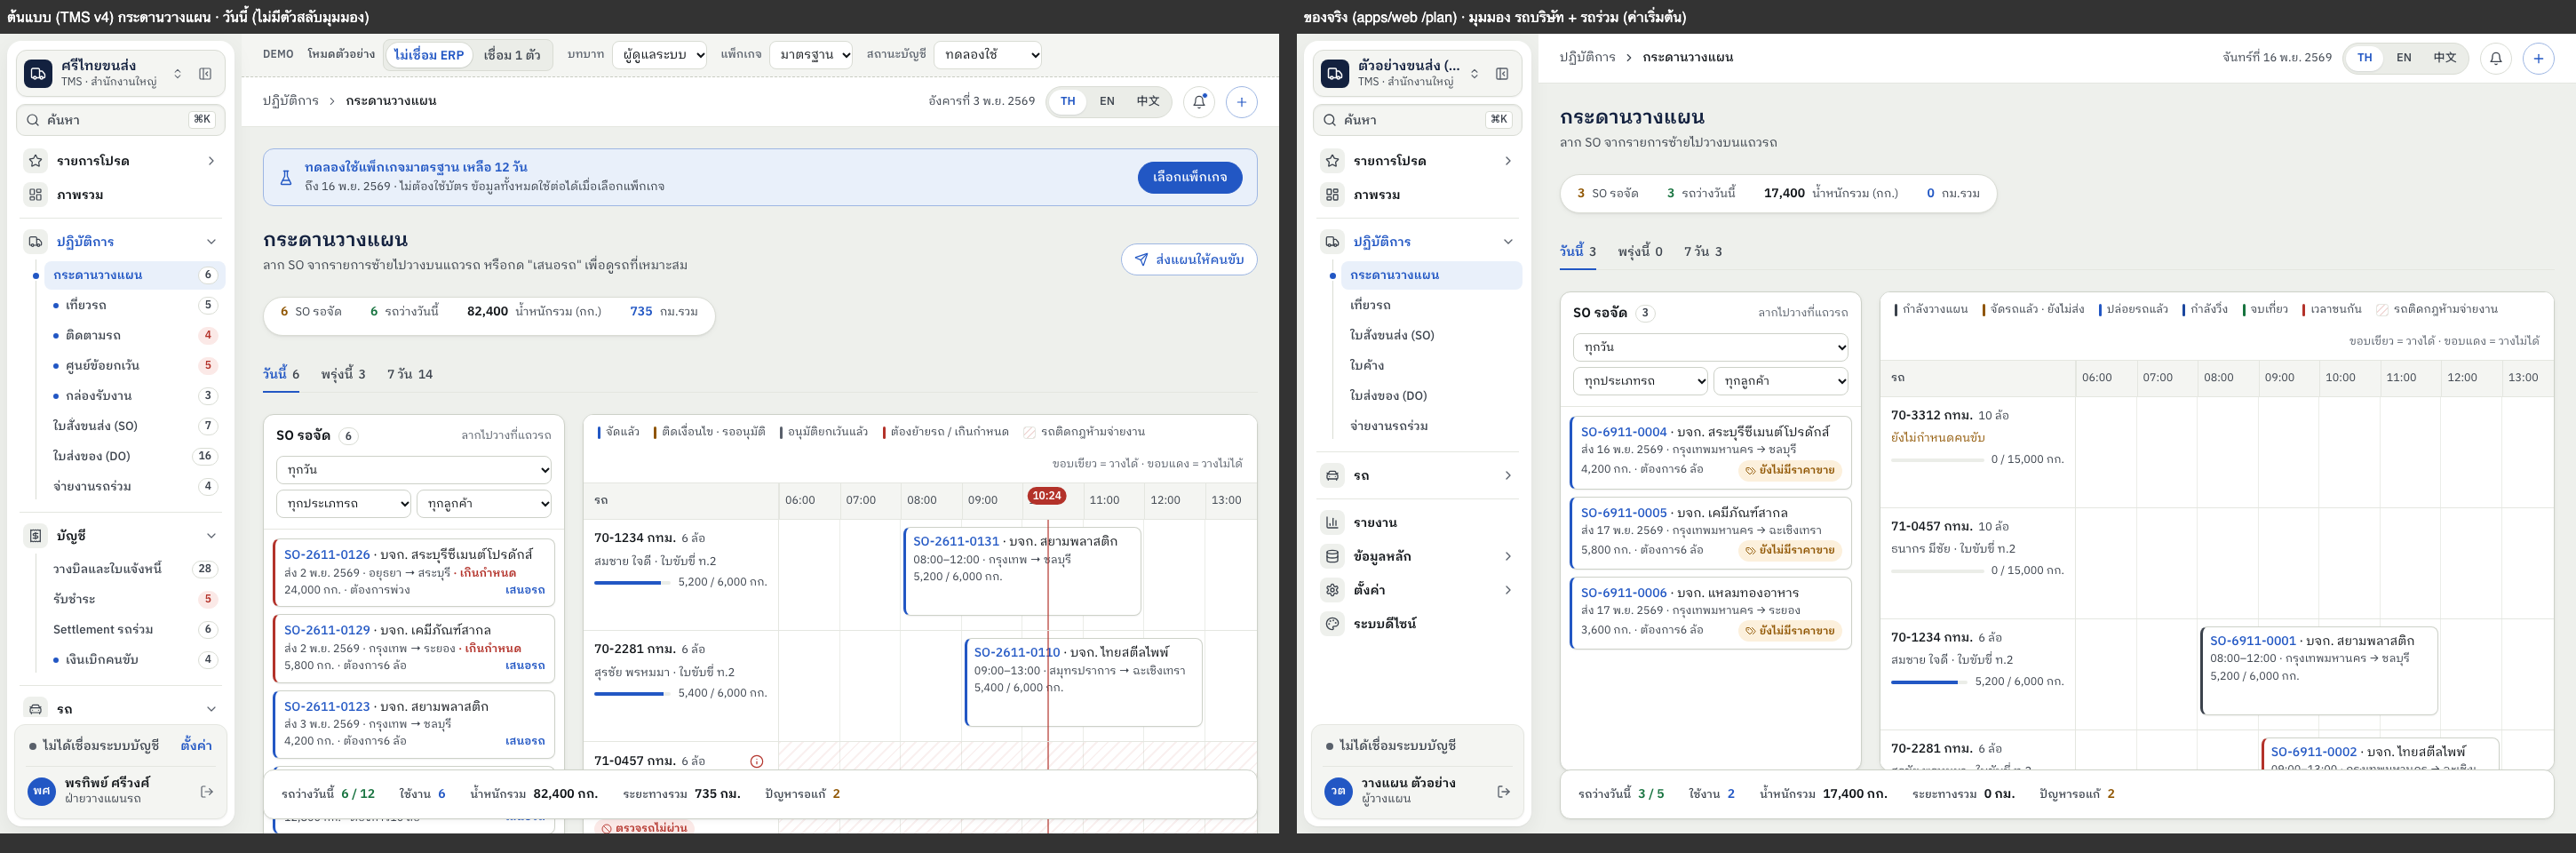 ต้นแบบ (TMS v4) กระดานวางแผน · วันนี้ (ไม่มีตัวสลับมุมมอง)
ศรีไทยขนส่ง
TMS · สำนักงานใหญ่
ค้นหา
⌘K
รายการโปรด
ภาพรวม
ปฏิบัติการ
กระดานวางแผน 6
เที่ยวรถ 5
ติดตามรถ 4
ศูนย์ข้อยกเว้น 5
กล่องรับงาน 3
ใบสั่งขนส่ง (SO) 7
ใบส่งของ (DO) 16
จ่ายงานรถร่วม 4
บัญชี
วางบิลและใบแจ้งหนี้ 28
รับชำระ 5
Settlement รถร่วม 6
เงินเบิกคนขับ 4
รถ
ไม่ได้เชื่อมระบบบัญชี ตั้งค่า
พศ
พรทิพย์ ศรีวงศ์
ฝ่ายวางแผนรถ
DEMO โหมดตัวอย่าง ไม่เชื่อม ERP เชื่อม 1 ตัว บทบาท ผู้ดูแลระบบ แพ็กเกจ มาตรฐาน สถานะบัญชี ทดลองใช้
ปฏิบัติการ > กระดานวางแผน
อังคารที่ 3 พ.ย. 2569 TH EN 中文
ทดลองใช้แพ็กเกจมาตรฐาน เหลือ 12 วัน
ถึง 16 พ.ย. 2569 · ไม่ต้องใช้บัตร ข้อมูลทั้งหมดใช้ต่อได้เมื่อเลือกแพ็กเกจ
เลือกแพ็กเกจ
กระดานวางแผน
ลาก SO จากรายการซ้ายไปวางบนแถวรถ หรือกด "เสนอรถ" เพื่อดูรถที่เหมาะสม
ส่งแผนให้คนขับ
6 SO รอจัด 6 รถว่างวันนี้ 82,400 น้ำหนักรวม (กก.) 735 กม.รวม
วันนี้ 6 พรุ่งนี้ 3 7 วัน 14
SO รอจัด 6 ลากไปวางที่แถวรถ
ทุกวัน
ทุกประเภทรถ ทุกลูกค้า
SO-2611-0126 · บจก. สระบุรีซีเมนต์โปรดักส์
ส่ง 2 พ.ย. 2569 · อยุธยา → สระบุรี · เกินกำหนด
24,000 กก. · ต้องการพ่วง เสนอรถ
SO-2611-0129 · บจก. เคมีภัณฑ์สากล
ส่ง 2 พ.ย. 2569 · กรุงเทพ → ระยอง · เกินกำหนด
5,800 กก. · ต้องการ6 ล้อ เสนอรถ
SO-2611-0123 · บจก. สยามพลาสติก
ส่ง 3 พ.ย. 2569 · กรุงเทพ → ชลบุรี
4,200 กก. · ต้องการ6 ล้อ เสนอรถ
จัดแล้ว ติดเงื่อนไข · รออนุมัติ อนุมัติยกเว้นแล้ว ต้องย้ายรถ / เกินกำหนด รถติดกฎห้ามจ่ายงาน
ขอบเขียว = วางได้ · ขอบแดง = วางไม่ได้
รถ 06:00 07:00 08:00 09:00 10:24 11:00 12:00 13:00
70-1234 กทม. 6 ล้อ
สมชาย ใจดี · ใบขับขี่ ท.2
5,200 / 6,000 กก.
SO-2611-0131 · บจก. สยามพลาสติก
08:00–12:00 · กรุงเทพ → ชลบุรี
5,200 / 6,000 กก.
70-2281 กทม. 6 ล้อ
สุรชัย พรหมมา · ใบขับขี่ ท.2
5,400 / 6,000 กก.
SO-2611-0110 · บจก. ไทยสตีลไพพ์
09:00–13:00 · สมุทรปราการ → ฉะเชิงเทรา
5,400 / 6,000 กก.
71-0457 กทม. 6 ล้อ
ตรวจรถไม่ผ่าน
รถว่างวันนี้ 6 / 12 ใช้งาน 6 น้ำหนักรวม 82,400 กก. ระยะทางรวม 735 กม. ปัญหารอแก้ 2
ของจริง (apps/web /plan) · มุมมอง รถบริษัท + รถร่วม (ค่าเริ่มต้น)
ตัวอย่างขนส่ง (...
TMS · สำนักงานใหญ่
ค้นหา
⌘K
รายการโปรด
ภาพรวม
ปฏิบัติการ
กระดานวางแผน
เที่ยวรถ
ใบสั่งขนส่ง (SO)
ใบค้าง
ใบส่งของ (DO)
จ่ายงานรถร่วม
รถ
รายงาน
ข้อมูลหลัก
ตั้งค่า
ระบบดีไซน์
ไม่ได้เชื่อมระบบบัญชี
วต
วางแผน ตัวอย่าง
ผู้วางแผน
ปฏิบัติการ > กระดานวางแผน
จันทร์ที่ 16 พ.ย. 2569 TH EN 中文
กระดานวางแผน
ลาก SO จากรายการซ้ายไปวางบนแถวรถ
3 SO รอจัด 3 รถว่างวันนี้ 17,400 น้ำหนักรวม (กก.) 0 กม.รวม
วันนี้ 3 พรุ่งนี้ 0 7 วัน 3
SO รอจัด 3 ลากไปวางที่แถวรถ
ทุกวัน
ทุกประเภทรถ ทุกลูกค้า
SO-6911-0004 · บจก. สระบุรีซีเมนต์โปรดักส์
ส่ง 16 พ.ย. 2569 · กรุงเทพมหานคร → ชลบุรี
4,200 กก. · ต้องการ6 ล้อ ยังไม่มีราคาขาย
SO-6911-0005 · บจก. เคมีภัณฑ์สากล
ส่ง 17 พ.ย. 2569 · กรุงเทพมหานคร → ฉะเชิงเทรา
5,800 กก. · ต้องการ6 ล้อ ยังไม่มีราคาขาย
SO-6911-0006 · บจก. แหลมทองอาหาร
ส่ง 17 พ.ย. 2569 · กรุงเทพมหานคร → ระยอง
3,600 กก. · ต้องการ6 ล้อ ยังไม่มีราคาขาย
กำลังวางแผน จัดรถแล้ว · ยังไม่ส่ง ปล่อยรถแล้ว กำลังวิ่ง จบเที่ยว เวลาชนกัน รถติดกฎห้ามจ่ายงาน
ขอบเขียว = วางได้ · ขอบแดง = วางไม่ได้
รถ 06:00 07:00 08:00 09:00 10:00 11:00 12:00 13:00
70-3312 กทม. 10 ล้อ
ยังไม่กำหนดคนขับ
0 / 15,000 กก.
71-0457 กทม. 10 ล้อ
ธนากร มีชัย · ใบขับขี่ ท.2
0 / 15,000 กก.
70-1234 กทม. 6 ล้อ
สมชาย ใจดี · ใบขับขี่ ท.2
5,200 / 6,000 กก.
SO-6911-0001 · บจก. สยามพลาสติก
08:00–12:00 · กรุงเทพมหานคร → ชลบุรี
5,200 / 6,000 กก.
70-2281 กทม. 6 ล้อ
SO-6911-0002 · บจก. ไทยสตีลไพพ์
รถว่างวันนี้ 3 / 5 ใช้งาน 2 น้ำหนักรวม 17,400 กก. ระยะทางรวม 0 กม. ปัญหารอแก้ 2